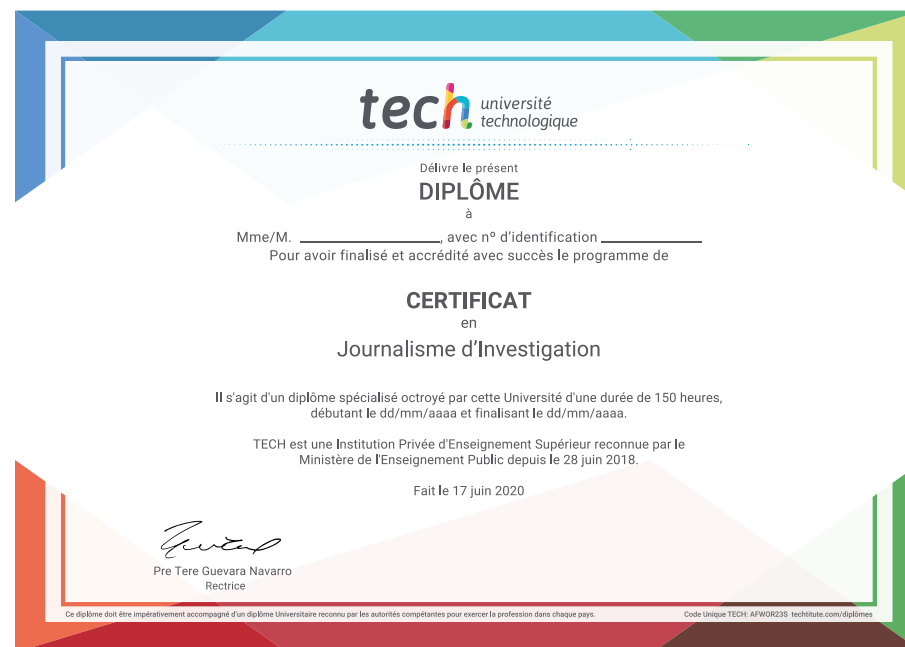 tech université
technologique
Délivre le présent
DIPLÔME
à
Mme/M. ____________________, avec nº d'identification ______________
Pour avoir finalisé et accrédité avec succès le programme de
CERTIFICAT
en
Journalisme d'Investigation
Il s'agit d'un diplôme spécialisé octroyé par cette Université d'une durée de 150 heures,
débutant le dd/mm/aaaa et finalisant le dd/mm/aaaa.
TECH est une Institution Privée d'Enseignement Supérieur reconnue par le
Ministère de l'Enseignement Public depuis le 28 juin 2018.
Fait le 17 juin 2020
Pre Tere Guevara Navarro
Rectrice
Ce diplôme doit être impérativement accompagné d'un diplôme Universitaire reconnu par les autorités compétantes pour exercer la profession dans chaque pays.
Code Unique TECH: AFWOR23S techtitute.com/diplômes